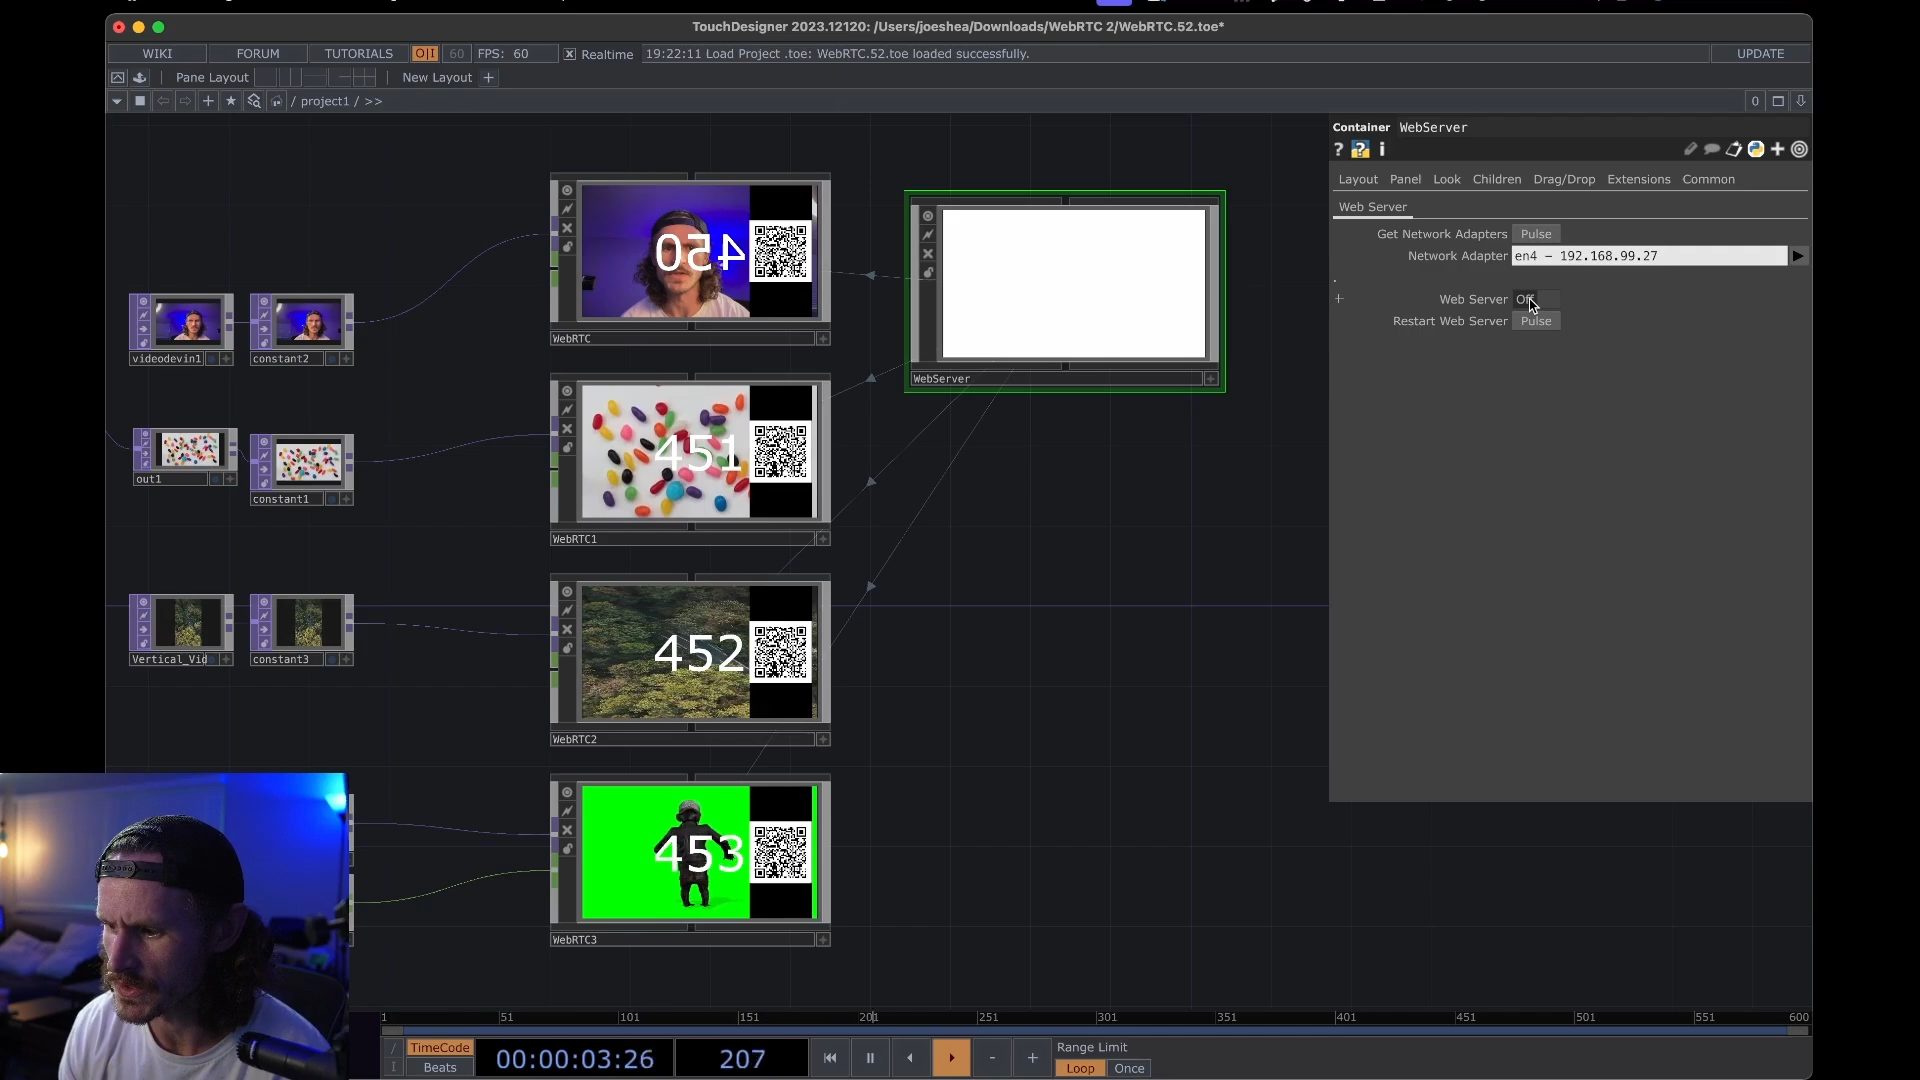 TouchDesigner 2023.12120: /Users/joeshea/Downloads/WebRTC 2/WebRTC.52.toe*
WIKI FORUM TUTORIALS O|I 60 FPS: 60 Realtime 19:22:11 Load Project .toe: WebRTC.52.toe loaded successfully. UPDATE
Pane Layout New Layout +
/ project1 / >> 0
Container WebServer
? ? i
Layout Panel Look Children Drag/Drop Extensions Common
Web Server
Get Network Adapters Pulse
Network Adapter en4 - 192.168.99.27
Web Server Off
Restart Web Server Pulse
450
WebRTC
videodevin1 constant2
WebServer
451
out1
constant1
WebRTC1
452
Vertical_Vid constant3
WebRTC2
453
WebRTC3
1 51 101 151 201 251 301 351 401 451 501 551 600
TimeCode
Beats
00:00:03:26 207
Range Limit
Loop Once